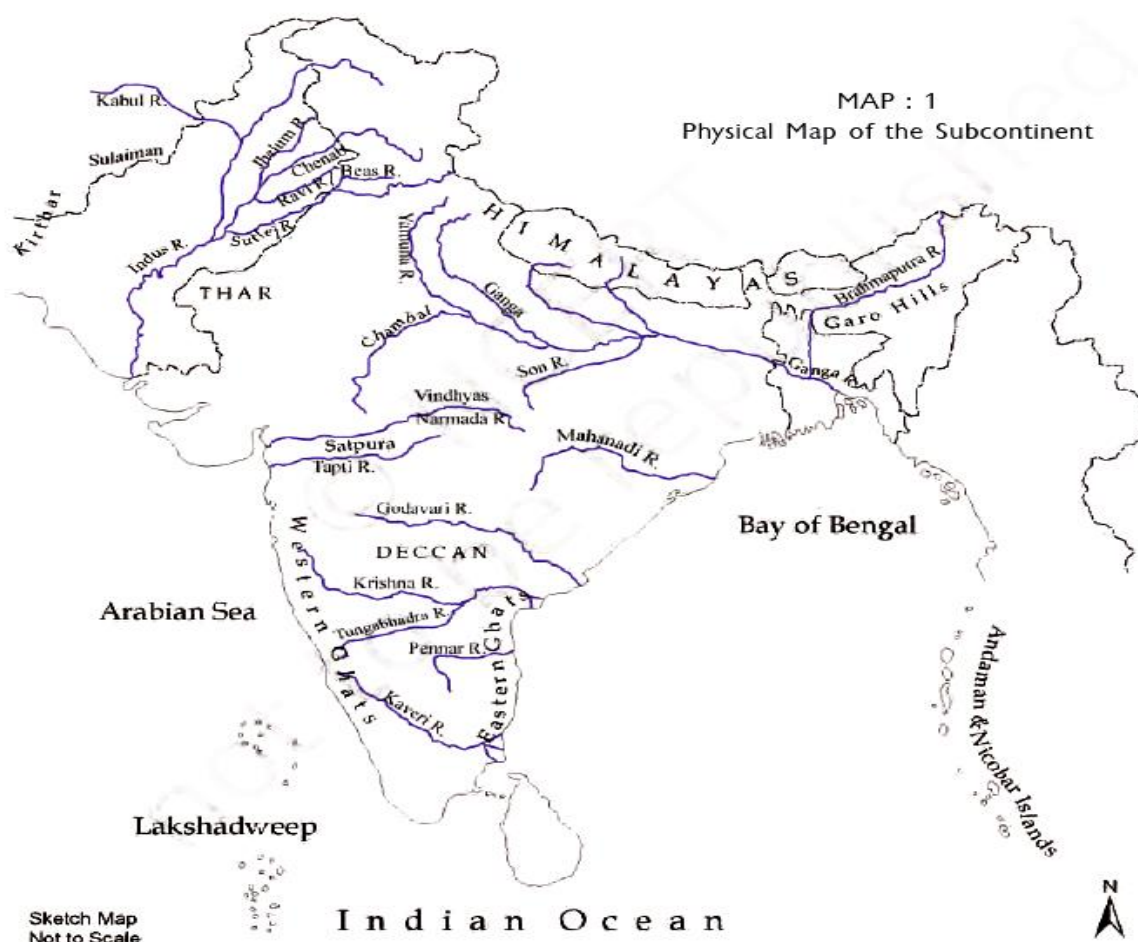 MAP : 1
Physical Map of the Subcontinent
Kabul R.
Sulaiman
Kirthar
Jhalum R.
Chenab
Ravi R.
Beas R.
Sutlej R.
Indus R.
THAR
Yamuna R.
Ganga
HIMALAYAS
Brahmaputra R.
Garo Hills
Chambal
Son R.
Ganga R.
Vindhyas
Narmada R.
Satpura
Tapti R.
Mahanadi R.
Godavari R.
DECCAN
Bay of Bengal
Krishna R.
Arabian Sea
Western Ghats
Tungabhadra R.
Pennar R.
Eastern Ghats
Kaveri R.
Andaman & Nicobar Islands
Lakshadweep
Indian Ocean
Sketch Map
Not to Scale
N